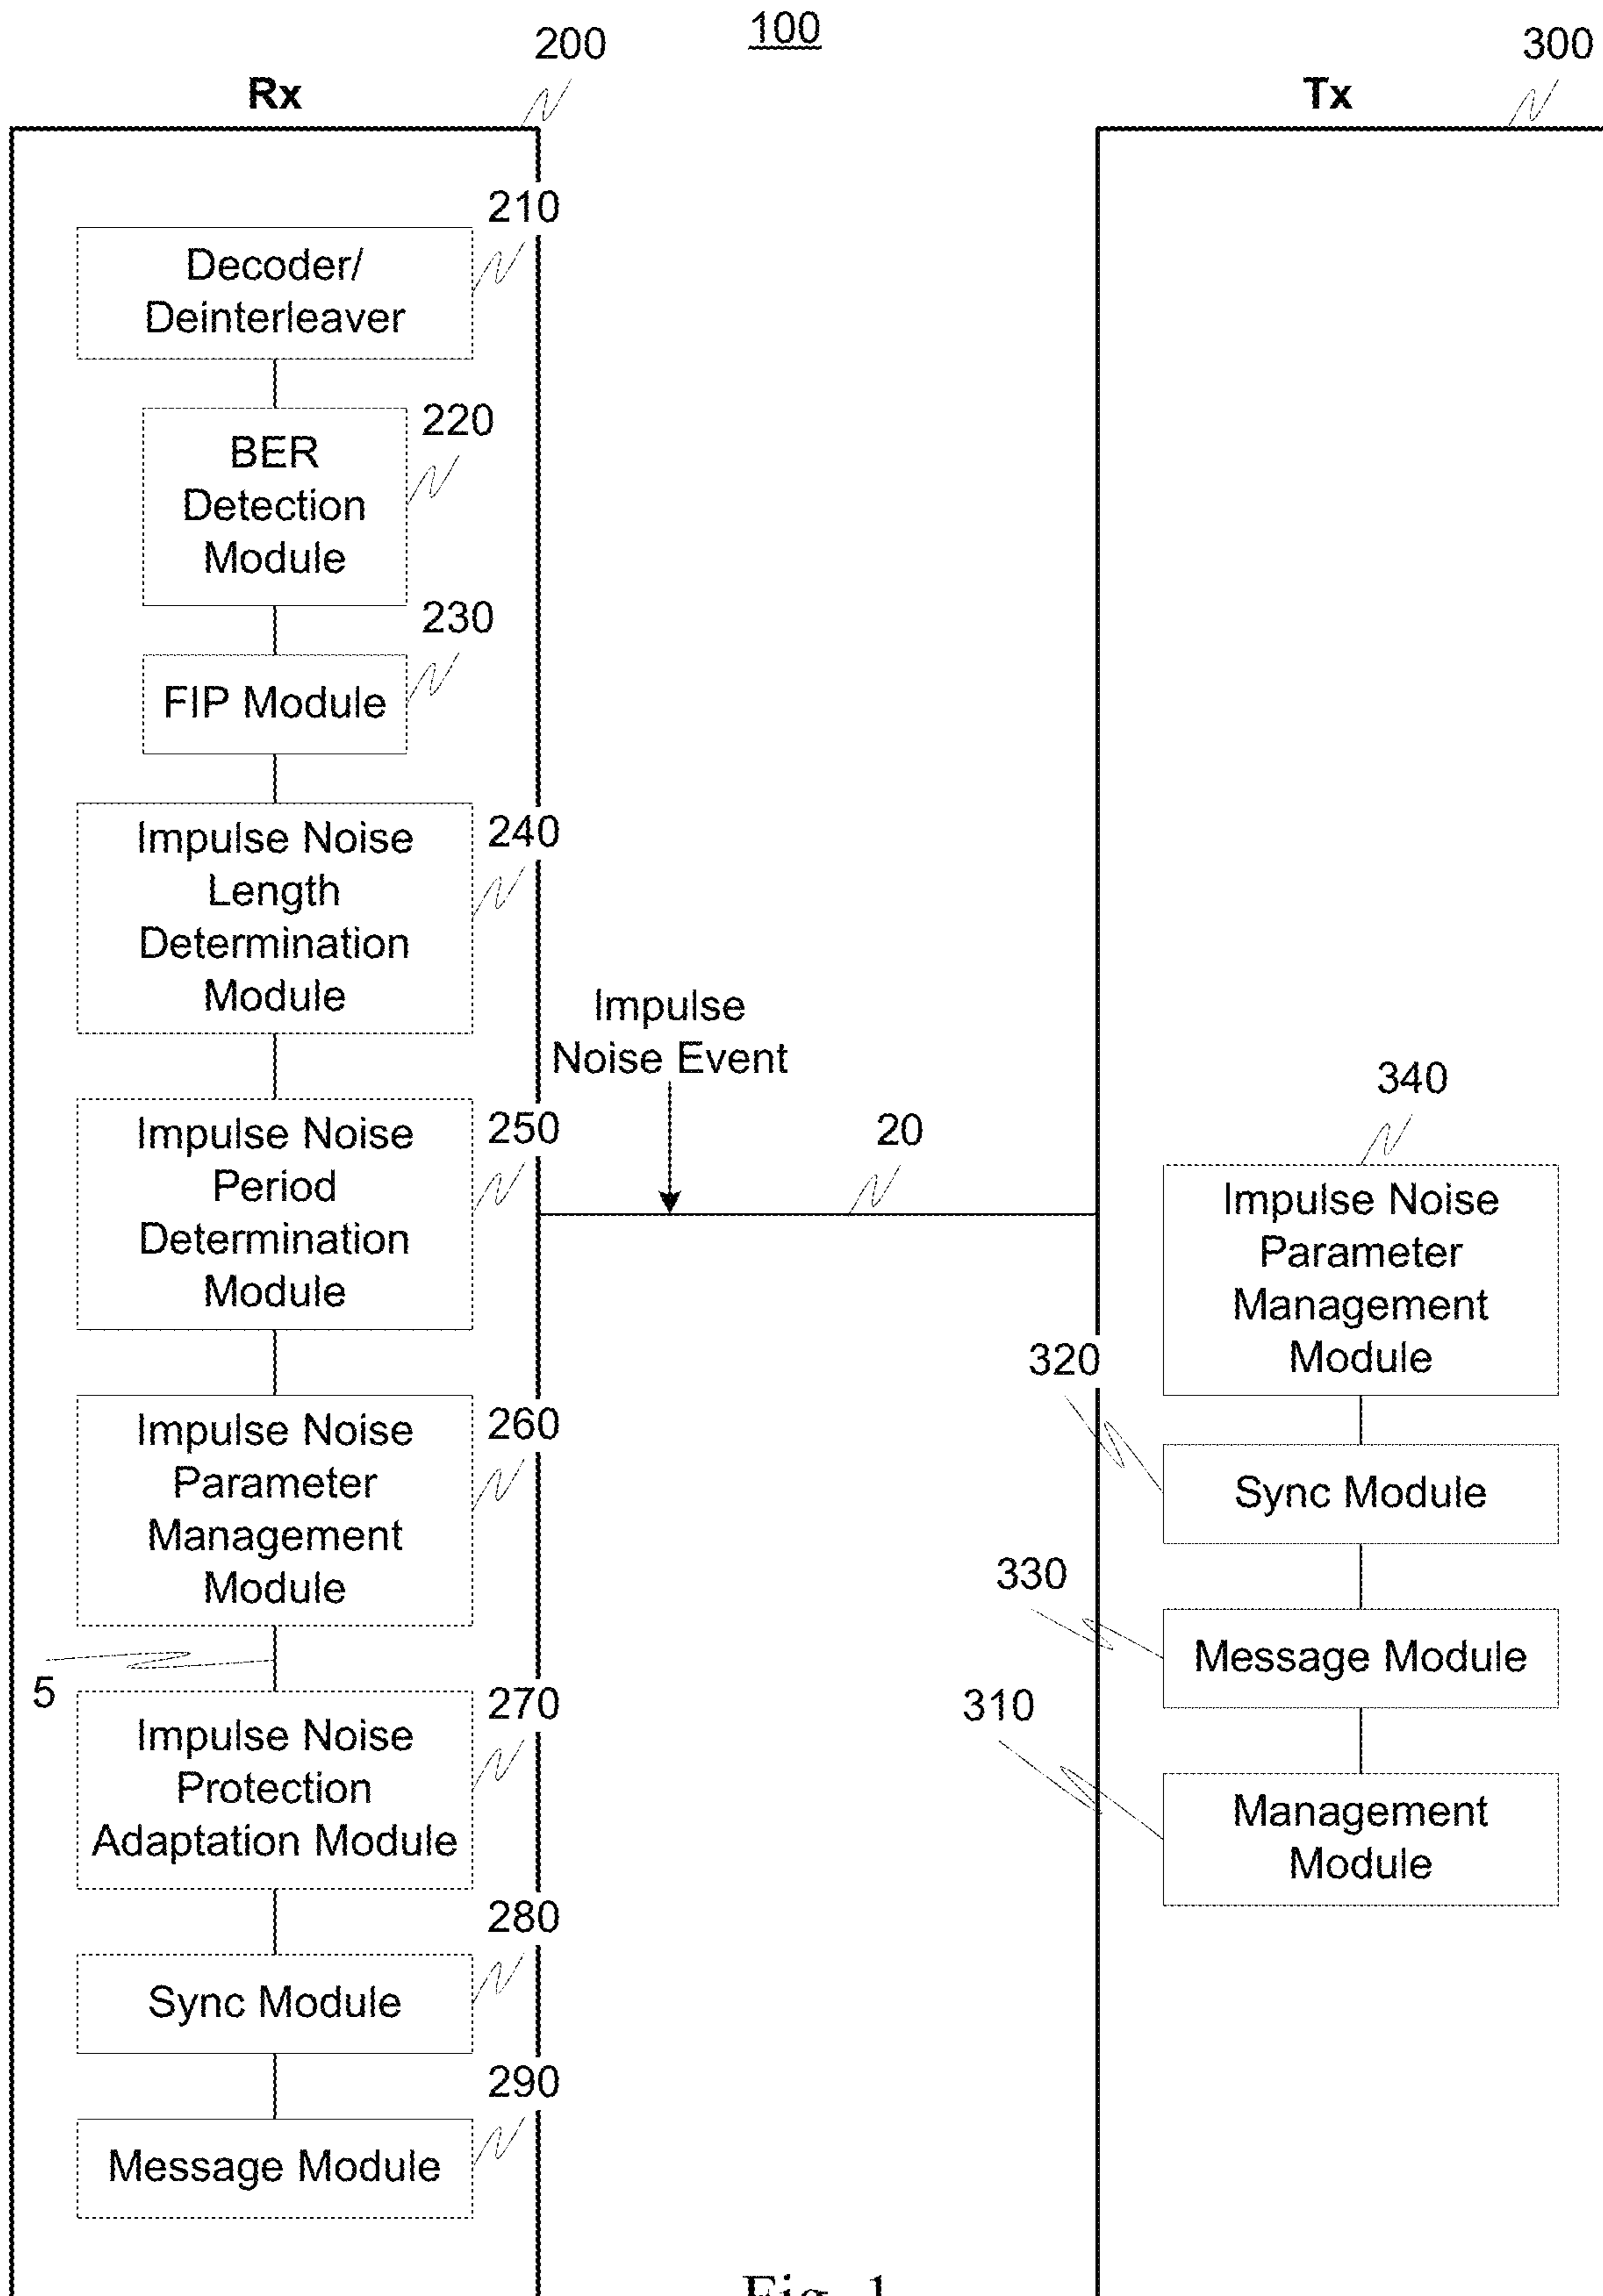 100
200
300
Rx
Tx
210
Decoder/
Deinterleaver
220
BER
Detection
Module
230
FIP Module
240
Impulse Noise
Length
Determination
Module
Impulse
Noise Event
20
250
Impulse Noise
Period
Determination
Module
260
Impulse Noise
Parameter
Management
Module
5
270
Impulse Noise
Protection
Adaptation Module
280
Sync Module
290
Message Module
340
Impulse Noise
Parameter
Management
Module
320
Sync Module
330
Message Module
310
Management
Module
Fig. 1